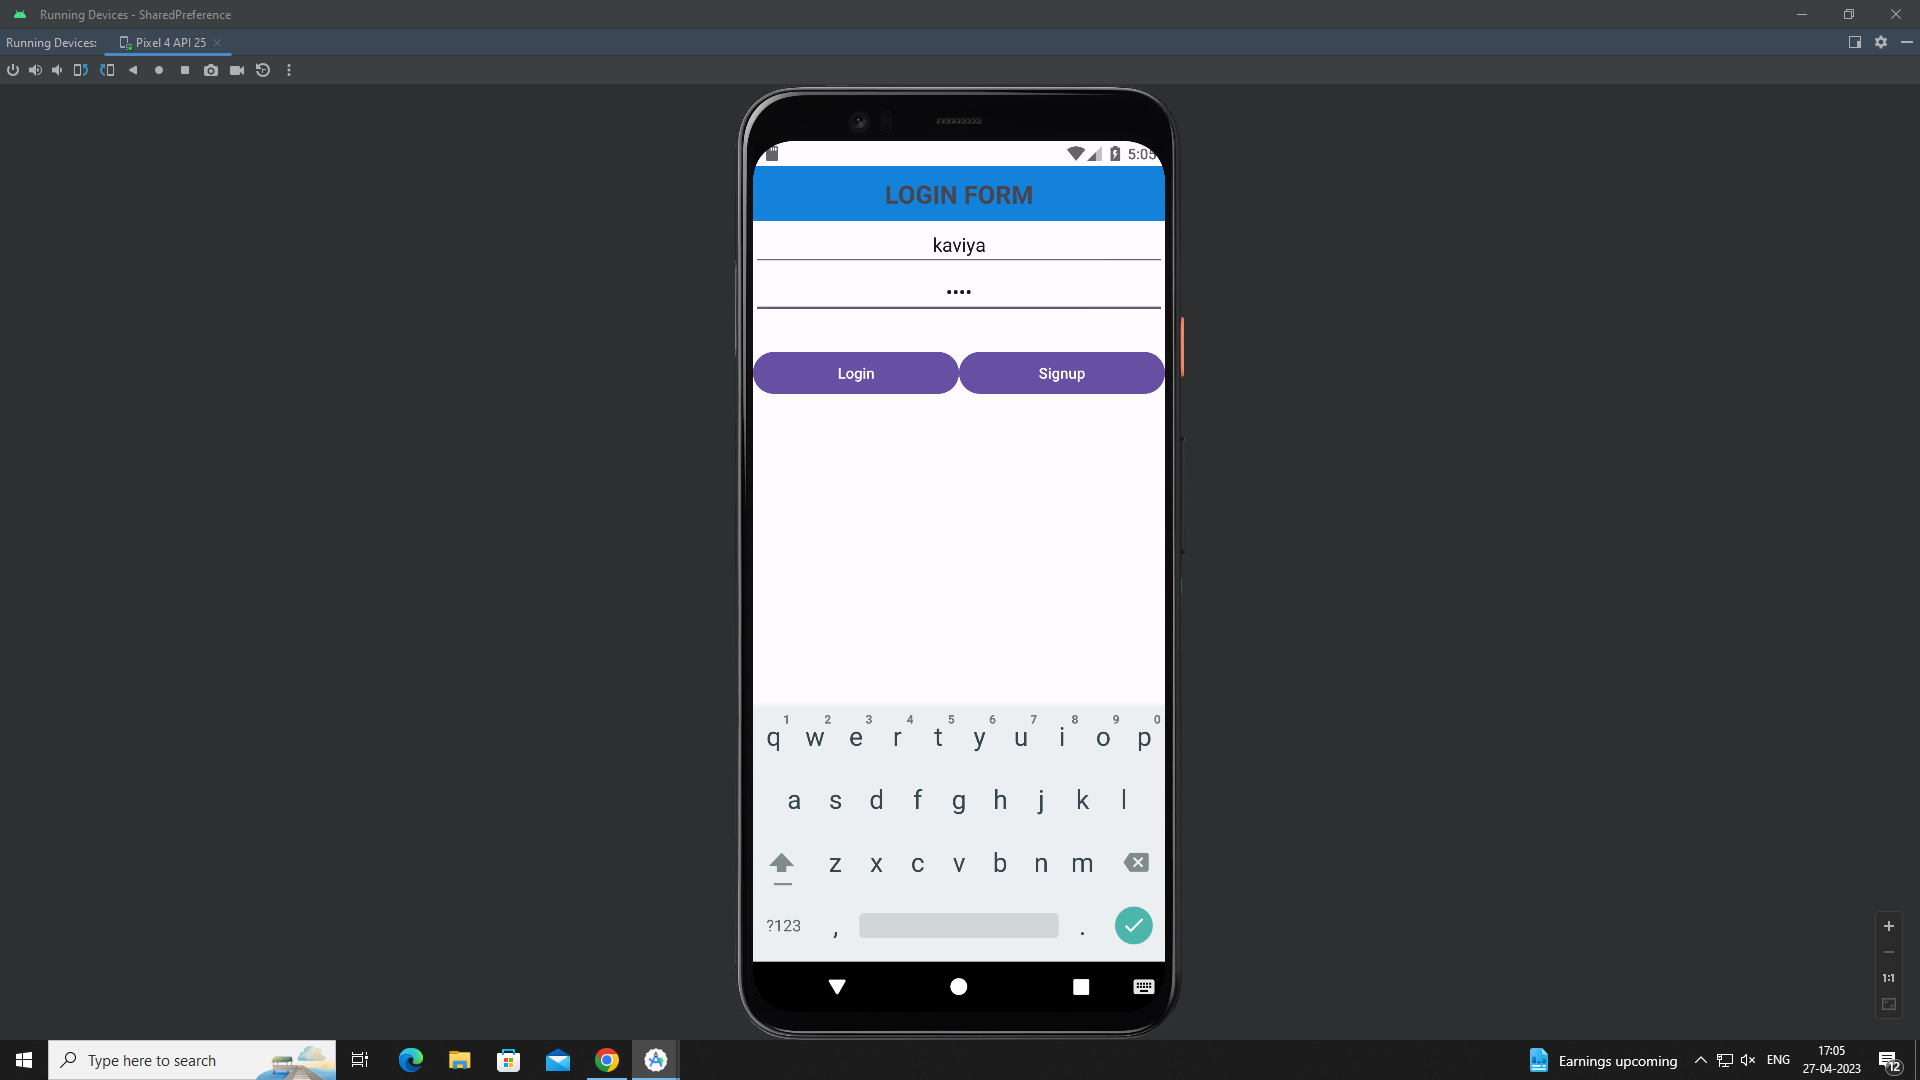 Running Devices - SharedPreference
Running Devices: Pixel 4 API 25
5:05
LOGIN FORM
kaviya
••••
Login Signup
1 2 3 4 5 6 7 8 9 0
q w e r t y u i o p
a s d f g h j k l
z x c v b n m
?123 , .
1:1
Type here to search
Earnings upcoming
ENG
17:05
27-04-2023
12